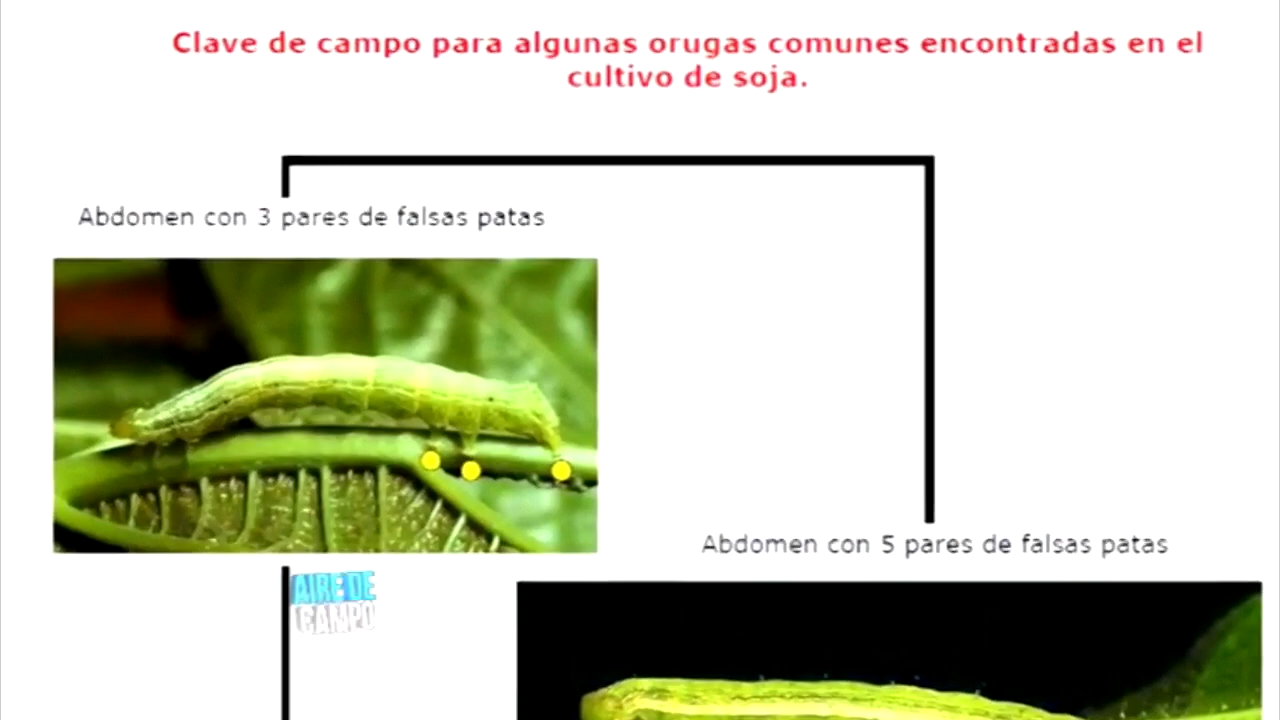 Clave de campo para algunas orugas comunes encontradas en el
cultivo de soja.
Abdomen con 3 pares de falsas patas
Abdomen con 5 pares de falsas patas
AIRE DE
CAMPO